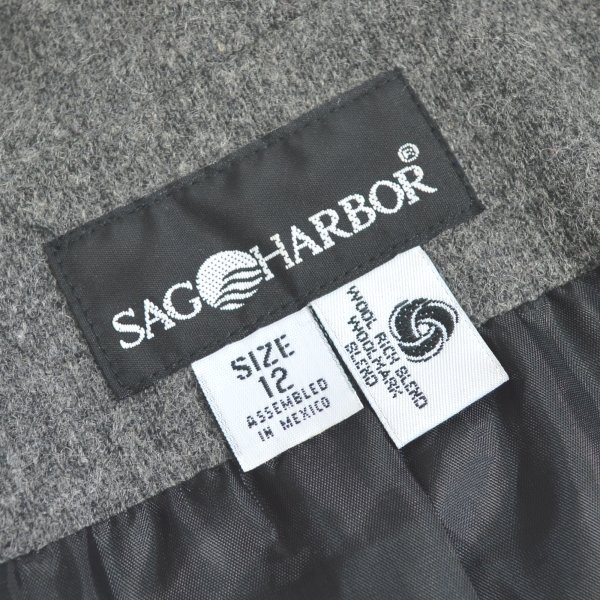 SAG HARBOR®
SIZE
12
ASSEMBLED
IN MEXICO
WOOL RICH BLEND
WOOLMARK
BLEND